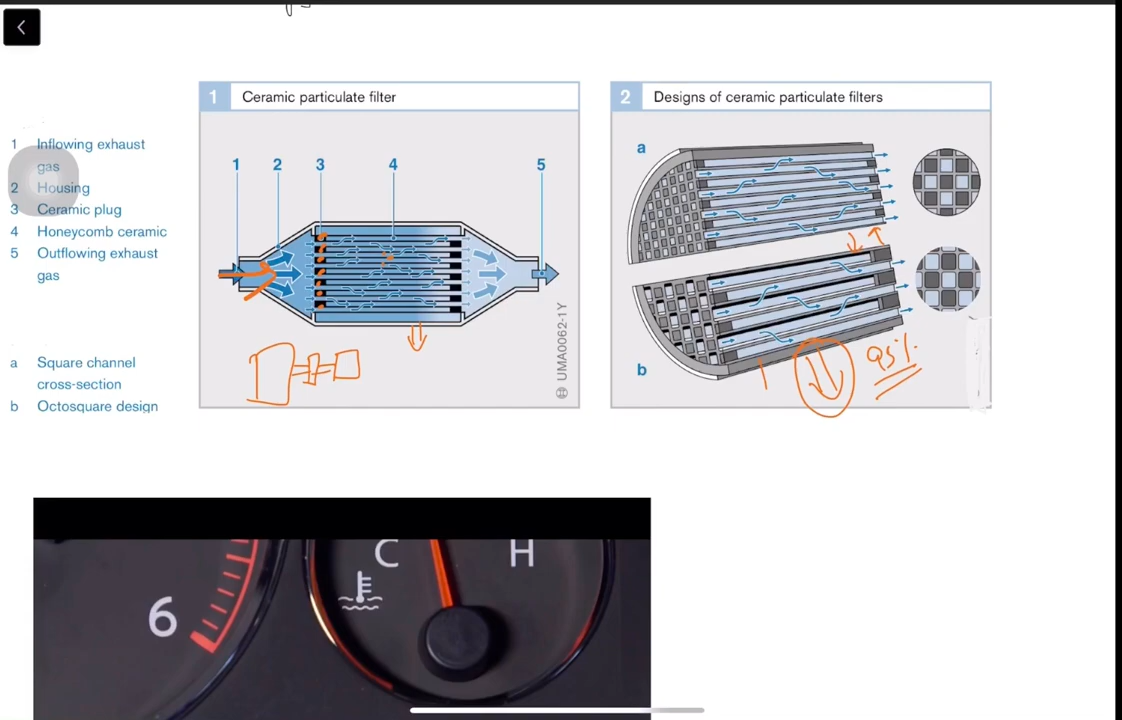 1 Ceramic particulate filter
2 Designs of ceramic particulate filters
1 Inflowing exhaust
gas
2 Housing
3 Ceramic plug
4 Honeycomb ceramic
5 Outflowing exhaust
gas
1 2 3 4 5
UMA0062-1Y
a
b
95%
a Square channel
cross-section
b Octosquare design
6
C H